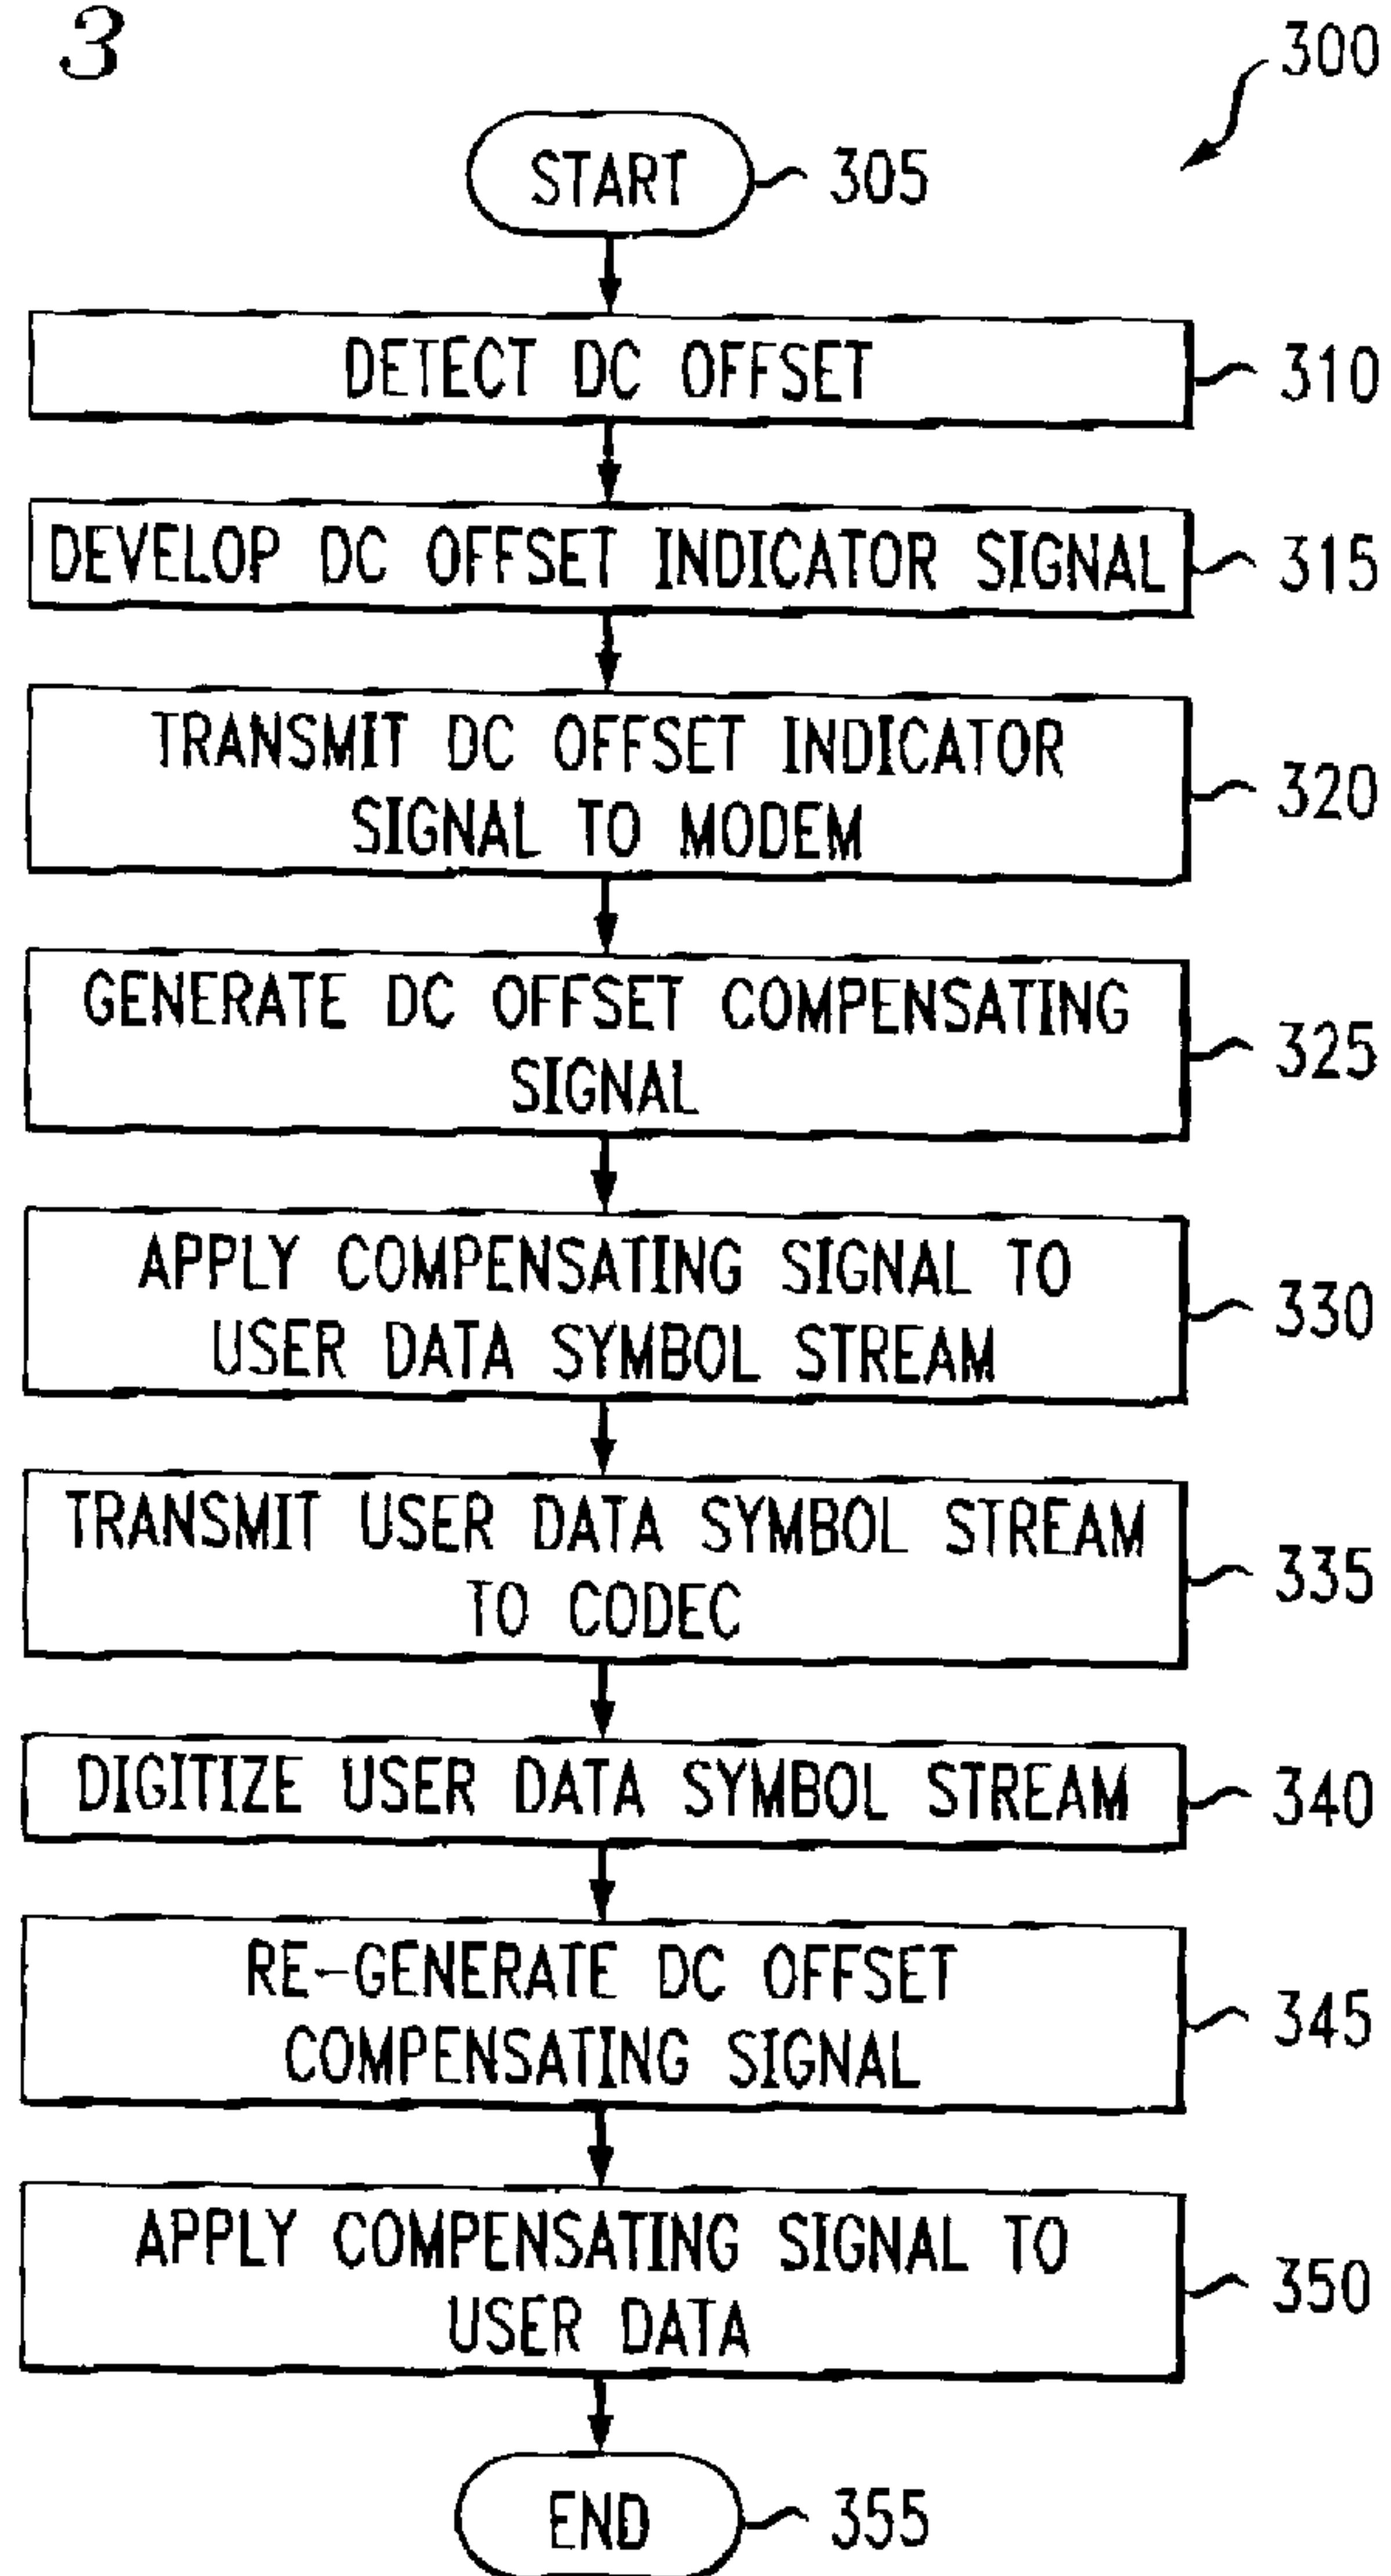 3
300
START
305
DETECT DC OFFSET
310
DEVELOP DC OFFSET INDICATOR SIGNAL
315
TRANSMIT DC OFFSET INDICATOR
SIGNAL TO MODEM
320
GENERATE DC OFFSET COMPENSATING
SIGNAL
325
APPLY COMPENSATING SIGNAL TO
USER DATA SYMBOL STREAM
330
TRANSMIT USER DATA SYMBOL STREAM
TO CODEC
335
DIGITIZE USER DATA SYMBOL STREAM
340
RE-GENERATE DC OFFSET
COMPENSATING SIGNAL
345
APPLY COMPENSATING SIGNAL TO
USER DATA
350
END
355